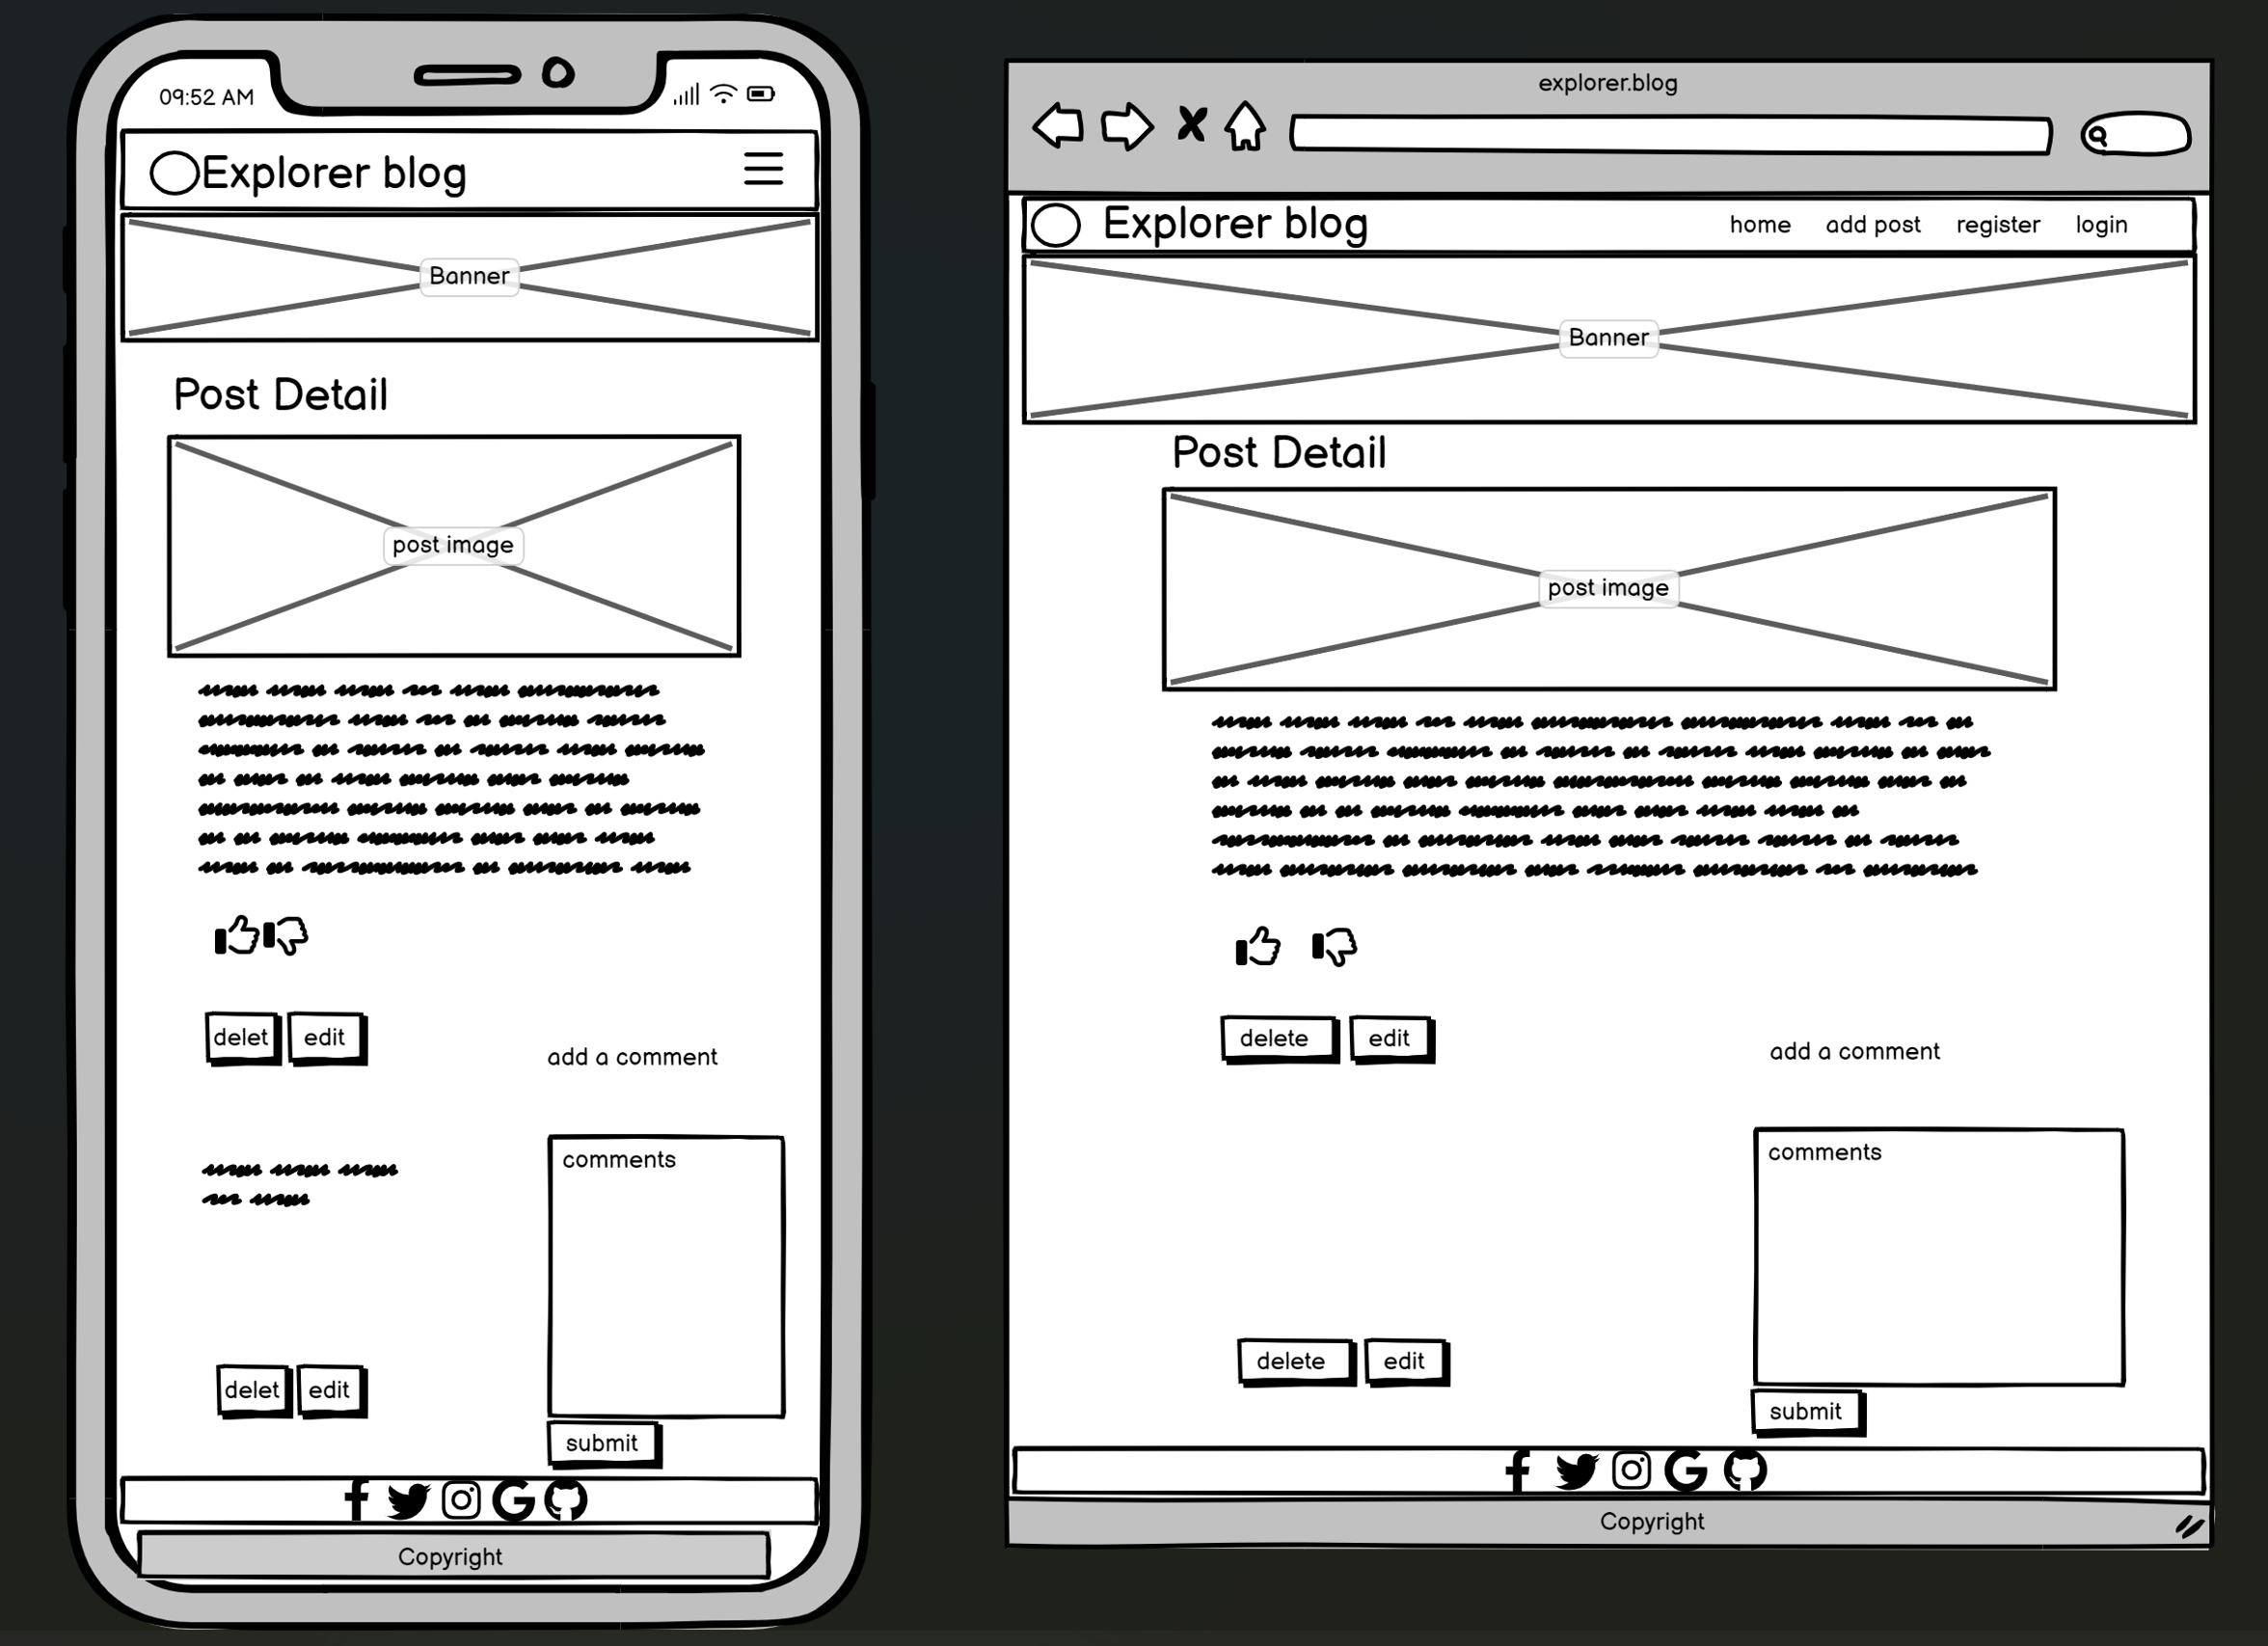 09:52 AM
Explorer blog
Banner
Post Detail
post image
delet edit
add a comment
comments
delet edit
submit
Copyright
explorer.blog
Explorer blog home add post register login
Banner
Post Detail
post image
delete edit
add a comment
comments
delete edit
submit
Copyright